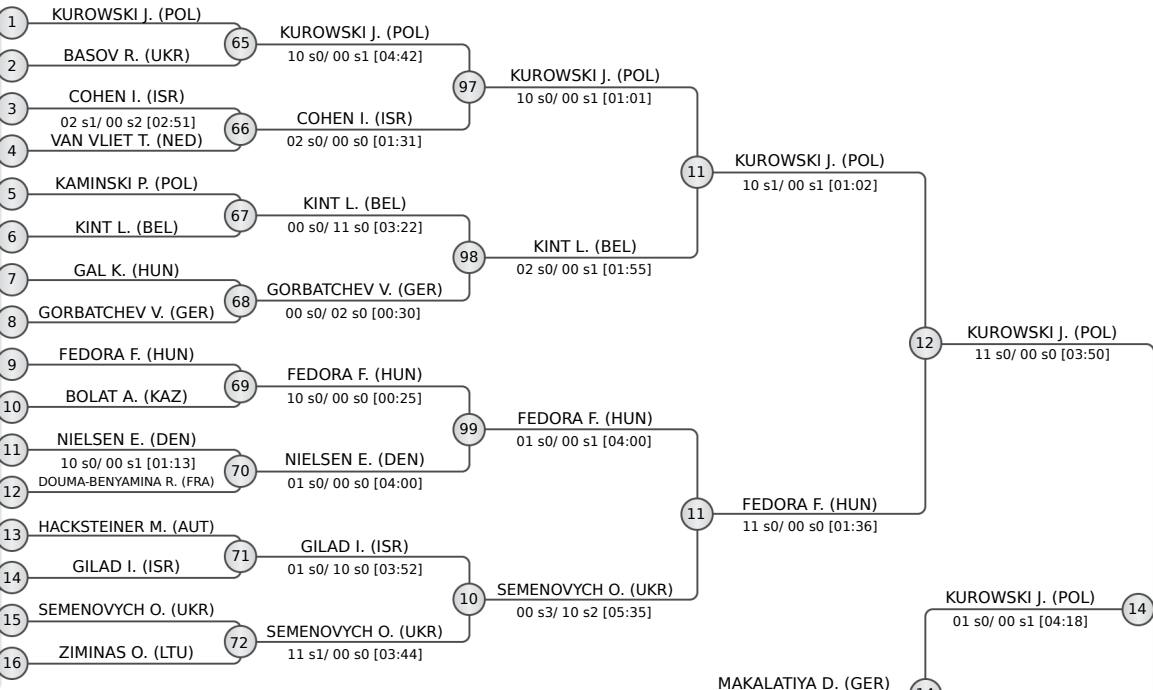 1
KUROWSKI J. (POL)
2
BASOV R. (UKR)
65
KUROWSKI J. (POL)
10 s0/ 00 s1 [04:42]
3
COHEN I. (ISR)
02 s1/ 00 s2 [02:51]
4
VAN VLIET T. (NED)
66
COHEN I. (ISR)
02 s0/ 00 s0 [01:31]
97
KUROWSKI J. (POL)
10 s0/ 00 s1 [01:01]
5
KAMINSKI P. (POL)
6
KINT L. (BEL)
67
KINT L. (BEL)
00 s0/ 11 s0 [03:22]
7
GAL K. (HUN)
8
GORBATCHEV V. (GER)
68
GORBATCHEV V. (GER)
00 s0/ 02 s0 [00:30]
98
KINT L. (BEL)
02 s0/ 00 s1 [01:55]
11
KUROWSKI J. (POL)
10 s1/ 00 s1 [01:02]
9
FEDORA F. (HUN)
10
BOLAT A. (KAZ)
69
FEDORA F. (HUN)
10 s0/ 00 s0 [00:25]
11
NIELSEN E. (DEN)
10 s0/ 00 s1 [01:13]
12
DOUMA-BENYAMINA R. (FRA)
70
NIELSEN E. (DEN)
01 s0/ 00 s0 [04:00]
99
FEDORA F. (HUN)
01 s0/ 00 s1 [04:00]
13
HACKSTEINER M. (AUT)
14
GILAD I. (ISR)
71
GILAD I. (ISR)
01 s0/ 10 s0 [03:52]
15
SEMENOVYCH O. (UKR)
16
ZIMINAS O. (LTU)
72
SEMENOVYCH O. (UKR)
11 s1/ 00 s0 [03:44]
10
SEMENOVYCH O. (UKR)
00 s3/ 10 s2 [05:35]
11
FEDORA F. (HUN)
11 s0/ 00 s0 [01:36]
12
KUROWSKI J. (POL)
11 s0/ 00 s0 [03:50]
KUROWSKI J. (POL)
01 s0/ 00 s1 [04:18]
14
MAKALATIYA D. (GER)